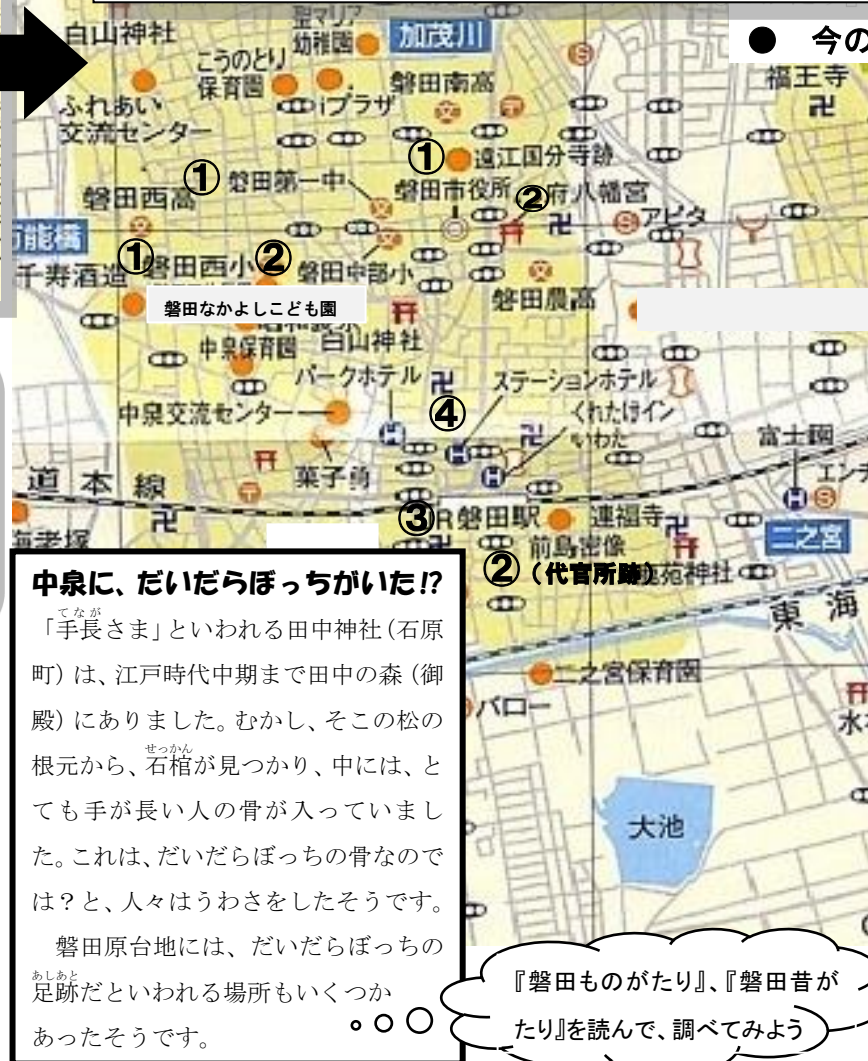 ● 今の
白山神社
聖マリア
幼稚園
加茂川
こうのとり
保育園
iプラザ
磐田南高
福王寺
ふれあい
交流センター
① 遠江国分寺跡
① 磐田第一中
磐田市役所
② 府八幡宮
アピタ
磐田西高
千寿酒造
①
磐田西小
②
磐田中部小
磐田農高
磐田なかよしこども園
中泉保育園
白山神社
パークホテル
ステーションホテル
中泉交流センター
④
くれたけイン
いわた
富士園
菓子勇
道本線
③
R磐田駅
連福寺
二之宮
前島密像
② (代官所跡)
苑神社
東海
二之宮保育園
バロー
大池
中泉に、だいだらぼっちがいた!?
てなが
「手長さま」といわれる田中神社(石原
町)は、江戸時代中期まで田中の森(御
殿)にありました。むかし、そこの松の
せっかん
根元から、石棺が見つかり、中には、と
ても手が長い人の骨が入っていまし
た。これは、だいだらぼっちの骨なので
は?と、人々はうわさをしたそうです。
磐田原台地には、だいだらぼっちの
あしあと
足跡だといわれる場所もいくつか
あったそうです。
『磐田ものがたり』、『磐田昔が
たり』を読んで、調べてみよう